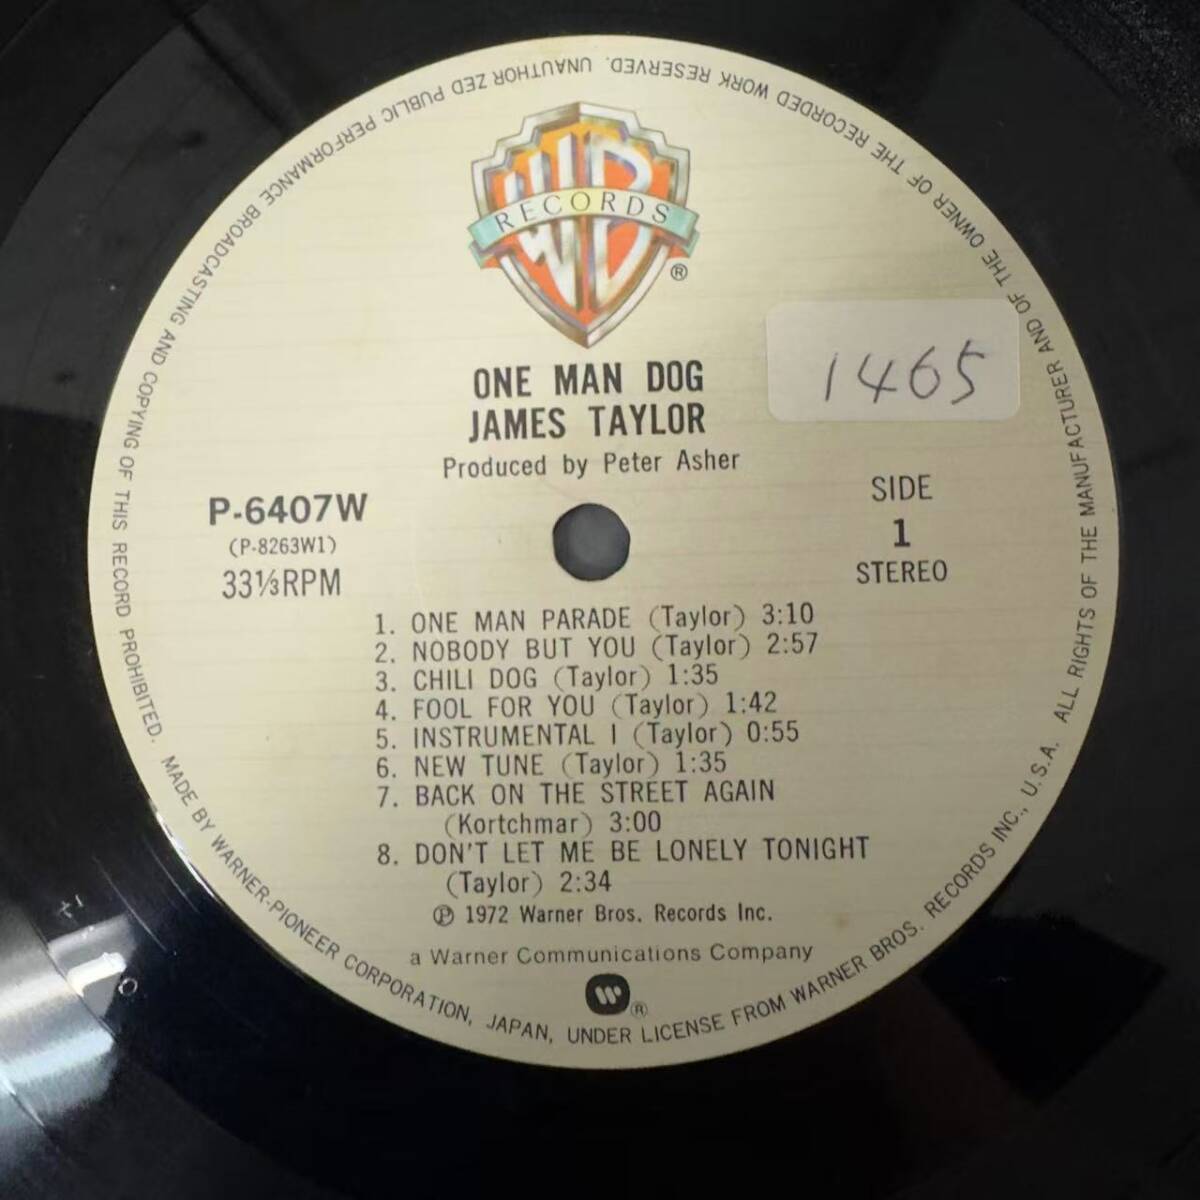 WB
RECORDS
®
ONE MAN DOG
JAMES TAYLOR
Produced by Peter Asher
1465
P-6407W
(P-8263W1)
33⅓RPM
SIDE
1
STEREO
1. ONE MAN PARADE (Taylor) 3:10
2. NOBODY BUT YOU (Taylor) 2:57
3. CHILI DOG (Taylor) 1:35
4. FOOL FOR YOU (Taylor) 1:42
5. INSTRUMENTAL I (Taylor) 0:55
6. NEW TUNE (Taylor) 1:35
7. BACK ON THE STREET AGAIN
(Kortchmar) 3:00
8. DON'T LET ME BE LONELY TONIGHT
(Taylor) 2:34
℗ 1972 Warner Bros. Records Inc.
a Warner Communications Company
W®
MADE BY WARNER-PIONEER CORPORATION, JAPAN, UNDER LICENSE FROM WARNER BROS. RECORDS INC., U.S.A. ALL RIGHTS OF THE MANUFACTURER AND OF THE OWNER OF THE RECORDED WORK RESERVED. UNAUTHOR ZED PUBLIC PERFORMANCE BROADCASTING AND COPYING OF THIS RECORD PROHIBITED.